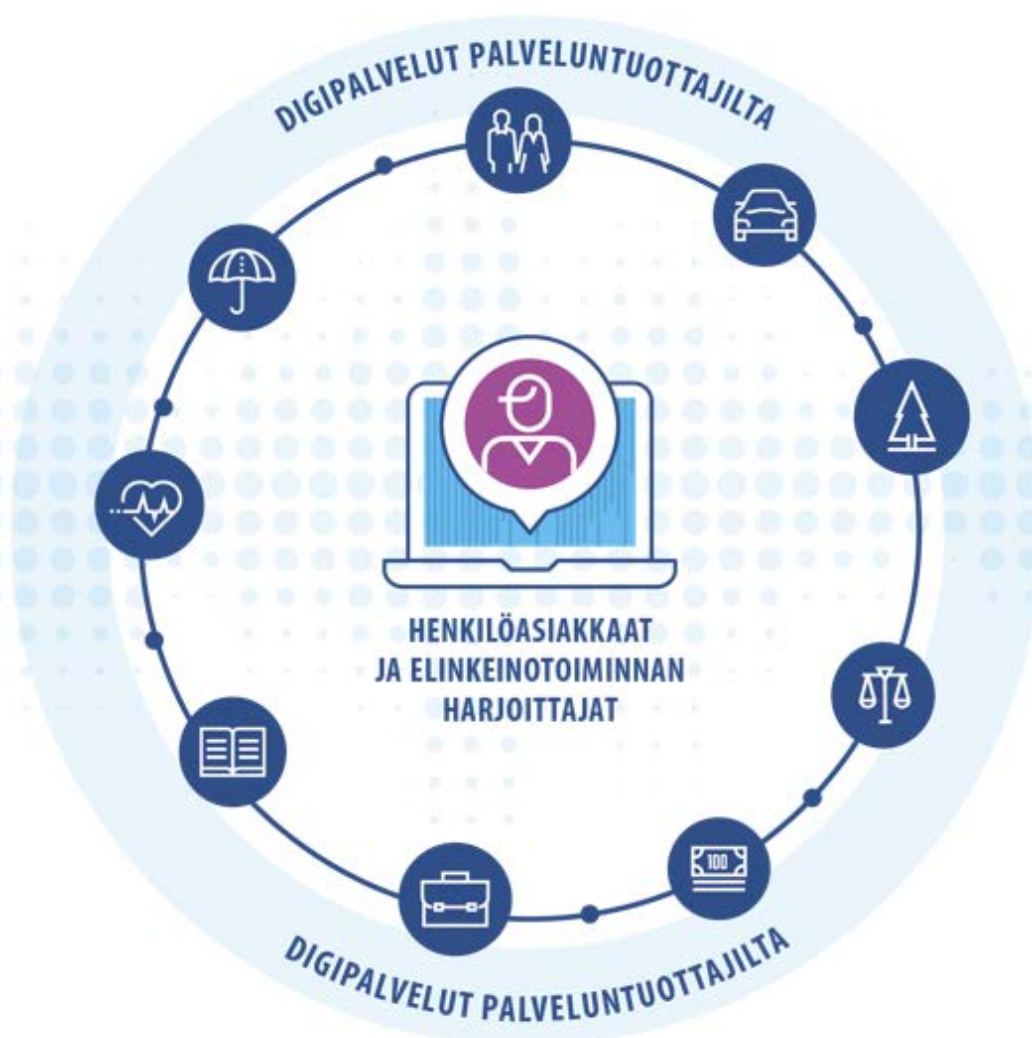 DIGIPALVELUT PALVELUNTUOTTAJILTA
HENKILÖASIAKKAAT
JA ELINKEINOTOIMINNAN
HARJOITTAJAT
100
DIGIPALVELUT PALVELUNTUOTTAJILTA